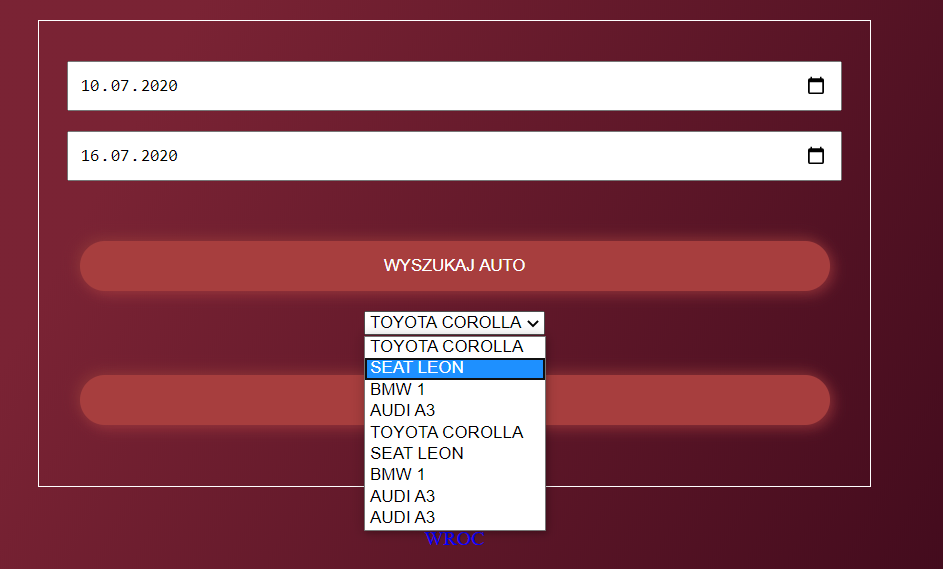 10.07.2020
16.07.2020
WYSZUKAJ AUTO
TOYOTA COROLLA
TOYOTA COROLLA
SEAT LEON
BMW 1
AUDI A3
TOYOTA COROLLA
SEAT LEON
BMW 1
AUDI A3
AUDI A3
WROC